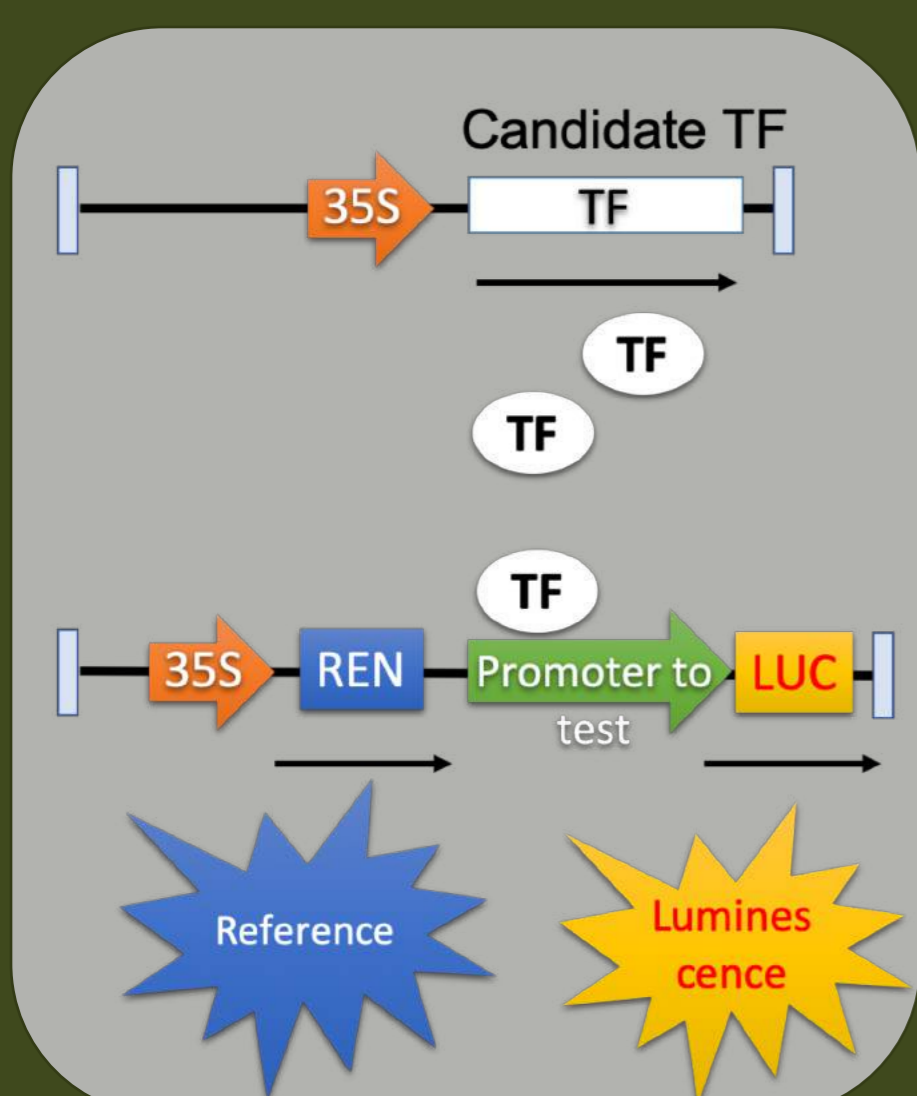 Candidate TF
35S
TF
TF
TF
TF
35S
REN
Promoter to
test
LUC
Reference
Lumines
cence